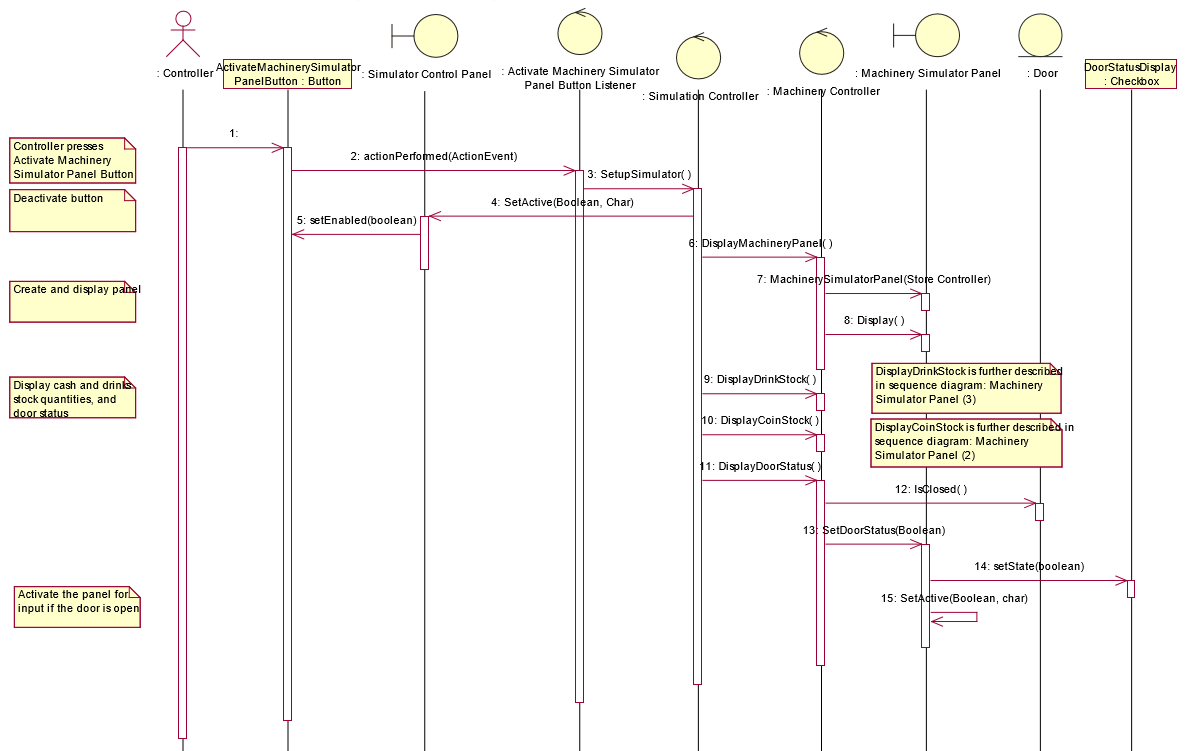 : Controller
ActivateMachinerySimulator
PanelButton : Button
: Simulator Control Panel
: Activate Machinery Simulator
Panel Button Listener
: Simulation Controller
: Machinery Controller
: Machinery Simulator Panel
: Door
DoorStatusDisplay
: Checkbox
Controller presses
Activate Machinery
Simulator Panel Button
1:
2: actionPerformed(ActionEvent)
3: SetupSimulator( )
Deactivate button
4: SetActive(Boolean, Char)
5: setEnabled(boolean)
6: DisplayMachineryPanel( )
Create and display panel
7: MachinerySimulatorPanel(Store Controller)
8: Display( )
Display cash and drinks
stock quantities, and
door status
9: DisplayDrinkStock( )
DisplayDrinkStock is further described
in sequence diagram: Machinery
Simulator Panel (3)
10: DisplayCoinStock( )
DisplayCoinStock is further described in
sequence diagram: Machinery
Simulator Panel (2)
11: DisplayDoorStatus( )
12: IsClosed( )
13: SetDoorStatus(Boolean)
14: setState(boolean)
Activate the panel for
input if the door is open
15: SetActive(Boolean, char)